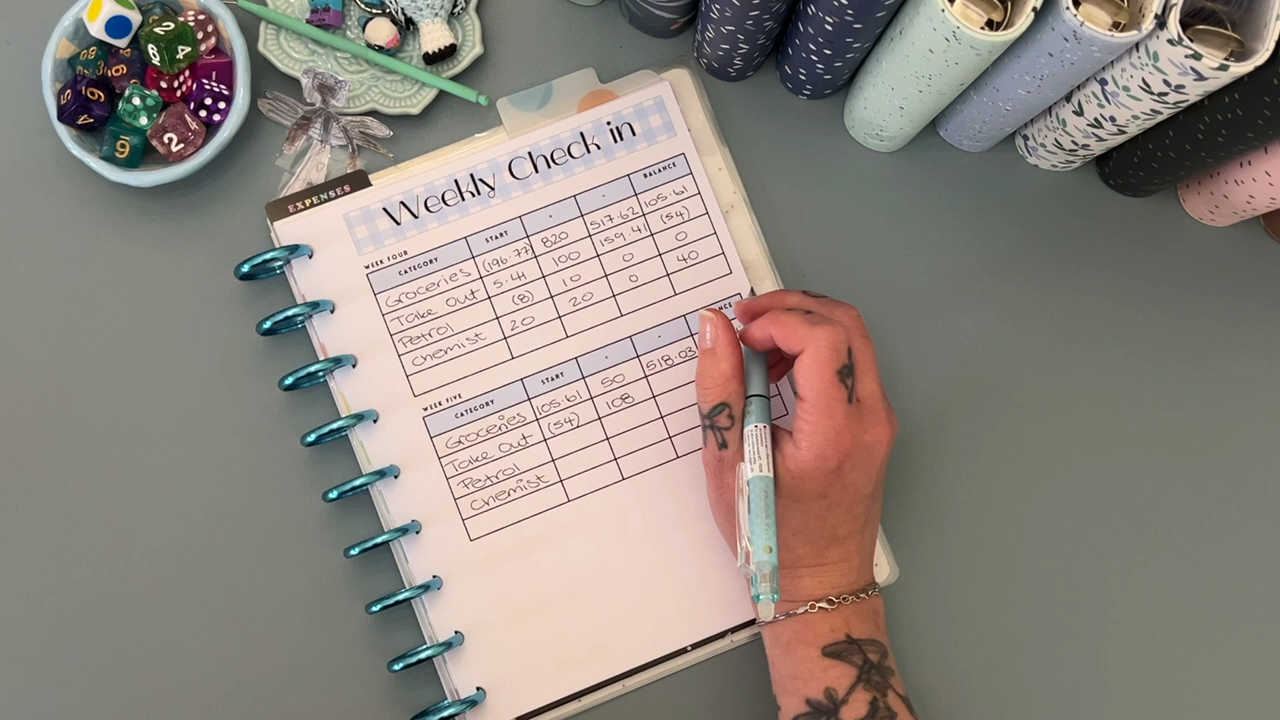 EXPENSES
Weekly Check in
WEEK FOUR
CATEGORY START - - BALANCE
Groceries (196.77) 820 517.62 105.61
Take out 5.41 100 159.41 (54)
Petrol (8) 10 0 0
Chemist 20 20 0 40
WEEK FIVE
CATEGORY START - -
Groceries 105.61 50 518.03
Take out (54) 108
Petrol
Chemist